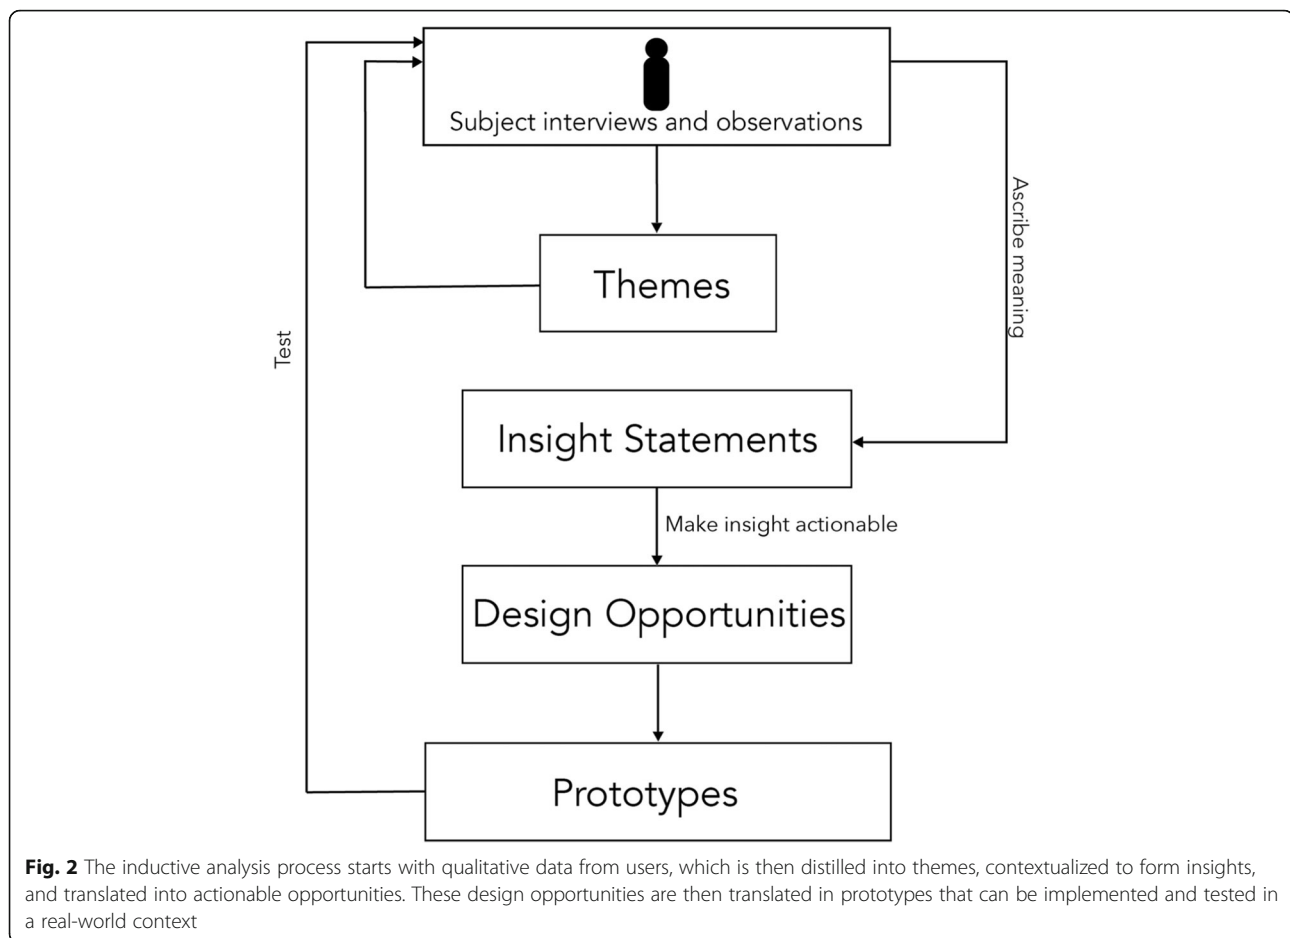 Subject interviews and observations
Ascribe meaning
Themes
Test
Insight Statements
Make insight actionable
Design Opportunities
Prototypes
Fig. 2 The inductive analysis process starts with qualitative data from users, which is then distilled into themes, contextualized to form insights,
and translated into actionable opportunities. These design opportunities are then translated in prototypes that can be implemented and tested in
a real-world context